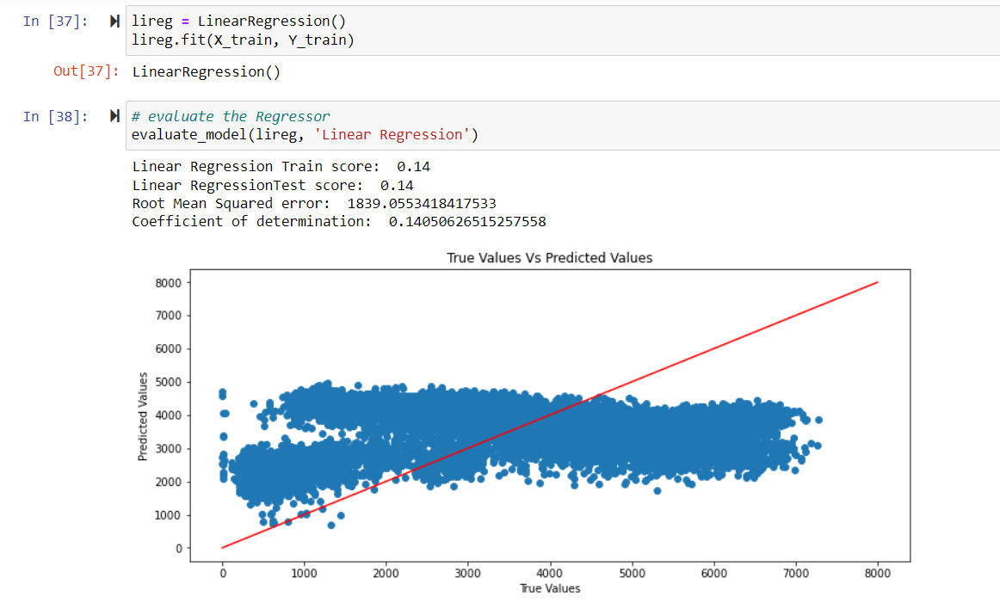 In [37]:
lireg = LinearRegression()
lireg.fit(X_train, Y_train)
Out[37]: LinearRegression()
In [38]:
# evaluate the Regressor
evaluate_model(lireg, 'Linear Regression')
Linear Regression Train score:  0.14
Linear RegressionTest score:  0.14
Root Mean Squared error:  1839.0553418417533
Coefficient of determination:  0.14050626515257558
True Values Vs Predicted Values
Predicted Values
8000
7000
6000
5000
4000
3000
2000
1000
0
0 1000 2000 3000 4000 5000 6000 7000 8000
True Values